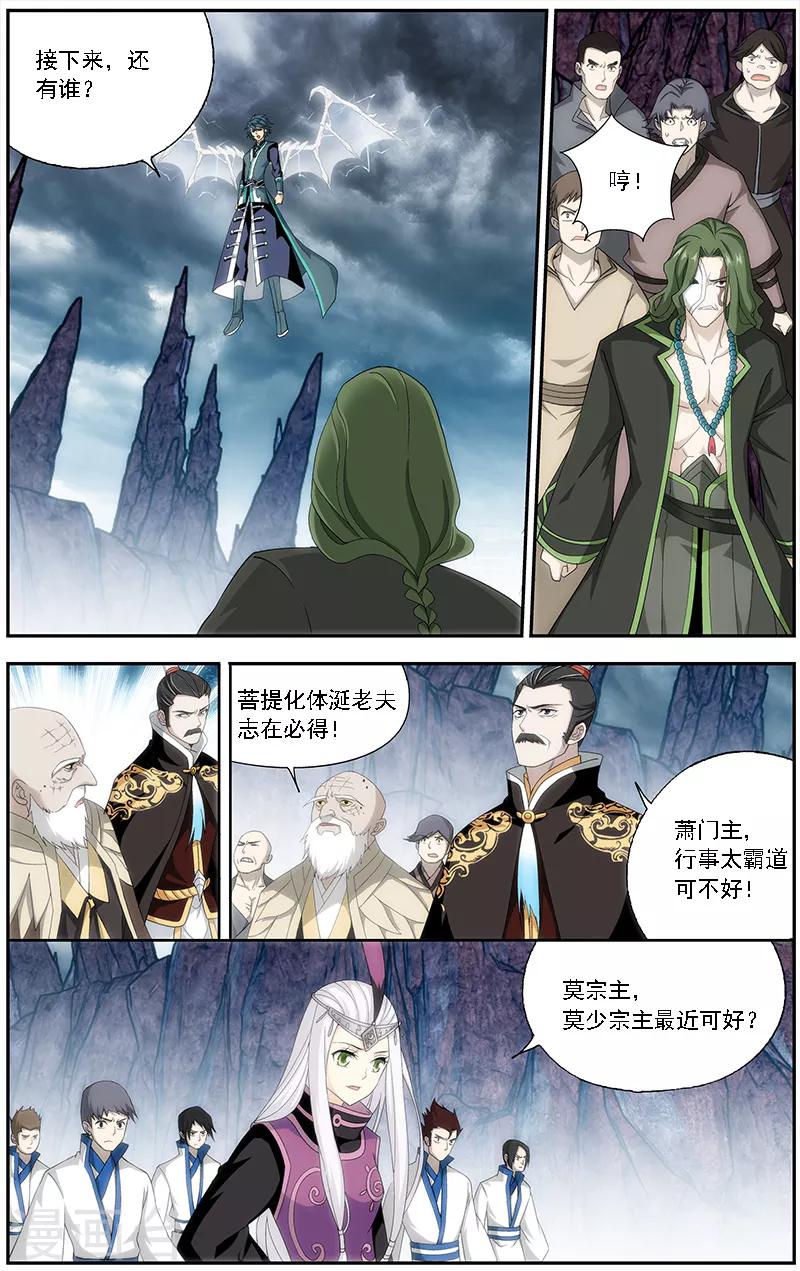 接下来，还
有谁？
哼！
菩提化体涎老夫
志在必得！
萧门主，
行事太霸道
可不好！
莫宗主，
莫少宗主最近可好？
漫画台